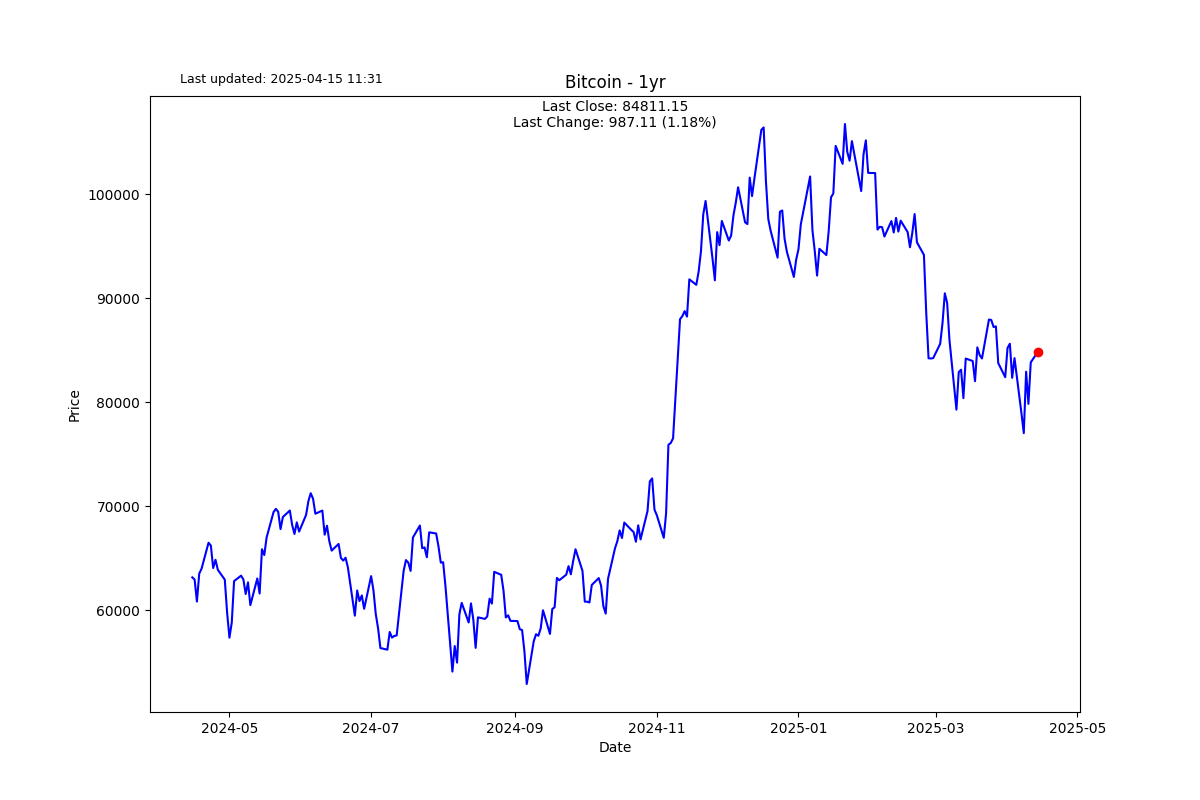 Last updated: 2025-04-15 11:31
Bitcoin - 1yr
Last Close: 84811.15
Last Change: 987.11 (1.18%)
100000
90000
80000
70000
60000
Price
2024-05
2024-07
2024-09
2024-11
2025-01
2025-03
2025-05
Date